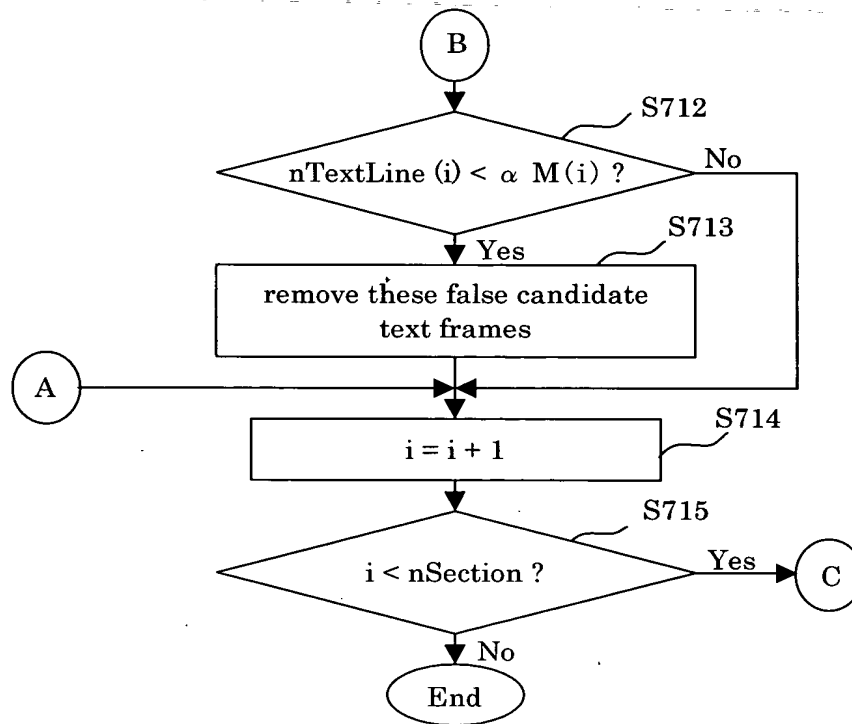 B
S712
nTextLine (i) < α M(i) ?
No
S713
Yes
remove these false candidate
text frames
A
S714
i = i + 1
S715
i < nSection ?
Yes
C
No
End